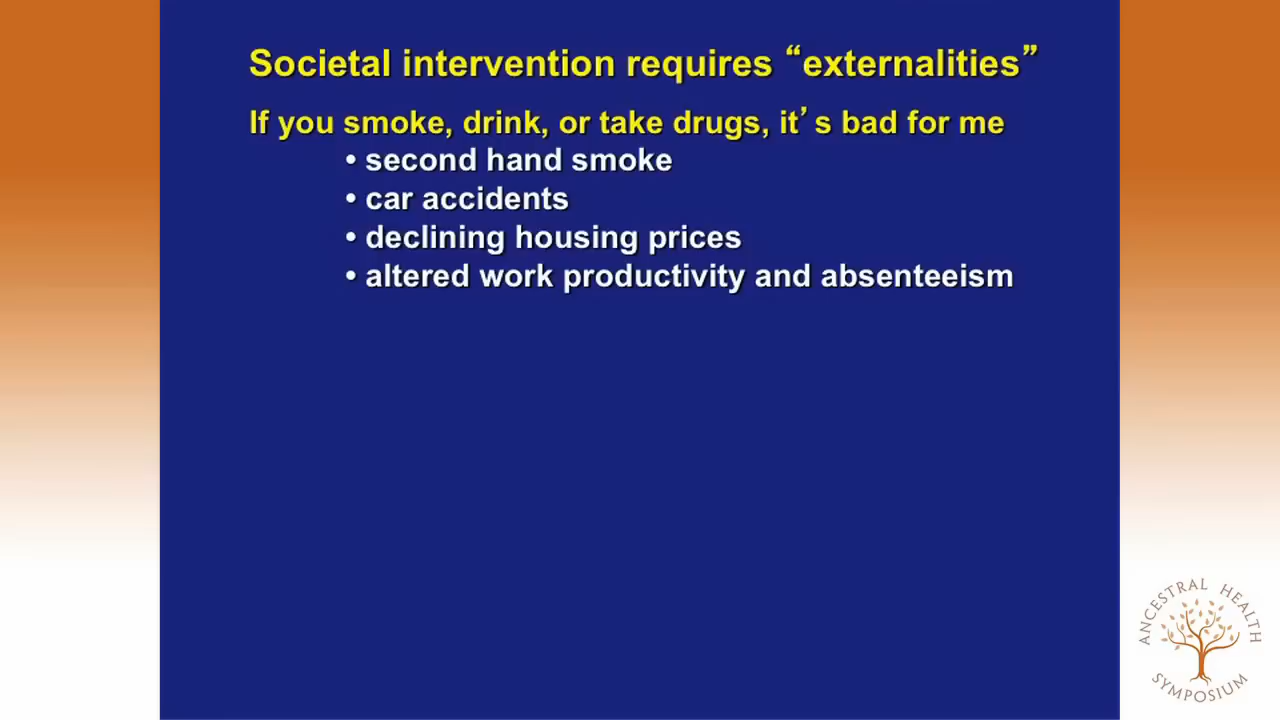 Societal intervention requires “externalities”
If you smoke, drink, or take drugs, it’s bad for me
• second hand smoke
• car accidents
• declining housing prices
• altered work productivity and absenteeism
ANCESTRAL HEALTH
SYMPOSIUM